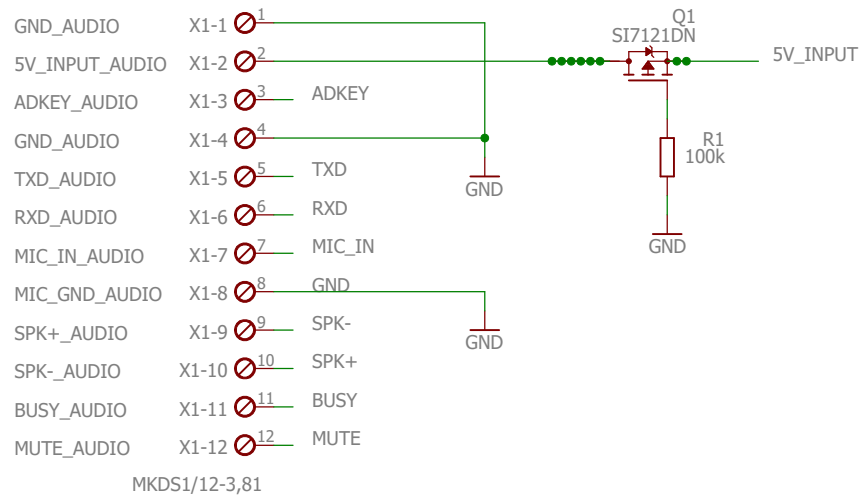 GND_AUDIO X1-1 1
5V_INPUT_AUDIO X1-2 2
ADKEY_AUDIO X1-3 3 ADKEY
GND_AUDIO X1-4 4
TXD_AUDIO X1-5 5 TXD
RXD_AUDIO X1-6 6 RXD
MIC_IN_AUDIO X1-7 7 MIC_IN
MIC_GND_AUDIO X1-8 8 GND
SPK+_AUDIO X1-9 9 SPK-
SPK-_AUDIO X1-10 10 SPK+
BUSY_AUDIO X1-11 11 BUSY
MUTE_AUDIO X1-12 12 MUTE
MKDS1/12-3,81
GND
GND
Q1
SI7121DN
5V_INPUT
R1
100k
GND